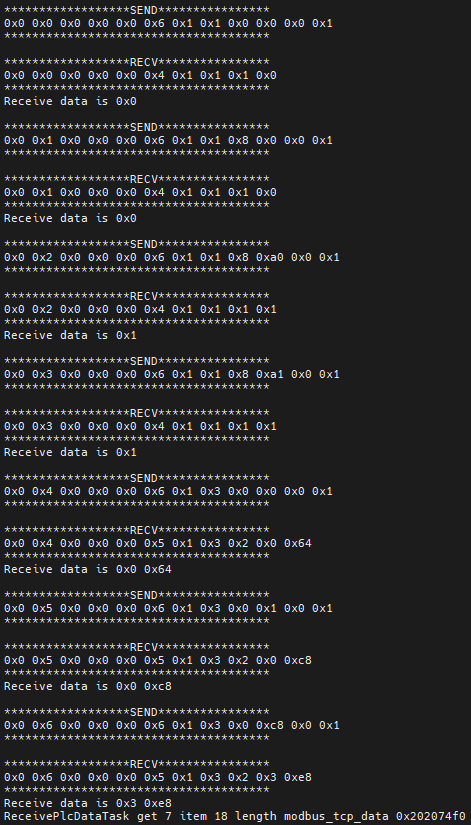 ******************SEND****************
0x0 0x0 0x0 0x0 0x0 0x6 0x1 0x1 0x0 0x0 0x0 0x1
**************************************
******************RECV****************
0x0 0x0 0x0 0x0 0x0 0x4 0x1 0x1 0x1 0x0
**************************************
Receive data is 0x0
******************SEND****************
0x0 0x1 0x0 0x0 0x0 0x6 0x1 0x1 0x8 0x0 0x0 0x1
**************************************
******************RECV****************
0x0 0x1 0x0 0x0 0x0 0x4 0x1 0x1 0x1 0x0
**************************************
Receive data is 0x0
******************SEND****************
0x0 0x2 0x0 0x0 0x0 0x6 0x1 0x1 0x8 0xa0 0x0 0x1
**************************************
******************RECV****************
0x0 0x2 0x0 0x0 0x0 0x4 0x1 0x1 0x1 0x1
**************************************
Receive data is 0x1
******************SEND****************
0x0 0x3 0x0 0x0 0x0 0x6 0x1 0x1 0x8 0xa1 0x0 0x1
**************************************
******************RECV****************
0x0 0x3 0x0 0x0 0x0 0x4 0x1 0x1 0x1 0x1
**************************************
Receive data is 0x1
******************SEND****************
0x0 0x4 0x0 0x0 0x0 0x6 0x1 0x3 0x0 0x0 0x0 0x1
**************************************
******************RECV****************
0x0 0x4 0x0 0x0 0x0 0x5 0x1 0x3 0x2 0x0 0x64
**************************************
Receive data is 0x0 0x64
******************SEND****************
0x0 0x5 0x0 0x0 0x0 0x6 0x1 0x3 0x0 0x1 0x0 0x1
**************************************
******************RECV****************
0x0 0x5 0x0 0x0 0x0 0x5 0x1 0x3 0x2 0x0 0xc8
**************************************
Receive data is 0x0 0xc8
******************SEND****************
0x0 0x6 0x0 0x0 0x0 0x6 0x1 0x3 0x0 0xc8 0x0 0x1
**************************************
******************RECV****************
0x0 0x6 0x0 0x0 0x0 0x5 0x1 0x3 0x2 0x3 0xe8
**************************************
Receive data is 0x3 0xe8
ReceivePlcDataTask get 7 item 18 length modbus_tcp_data 0x202074f0